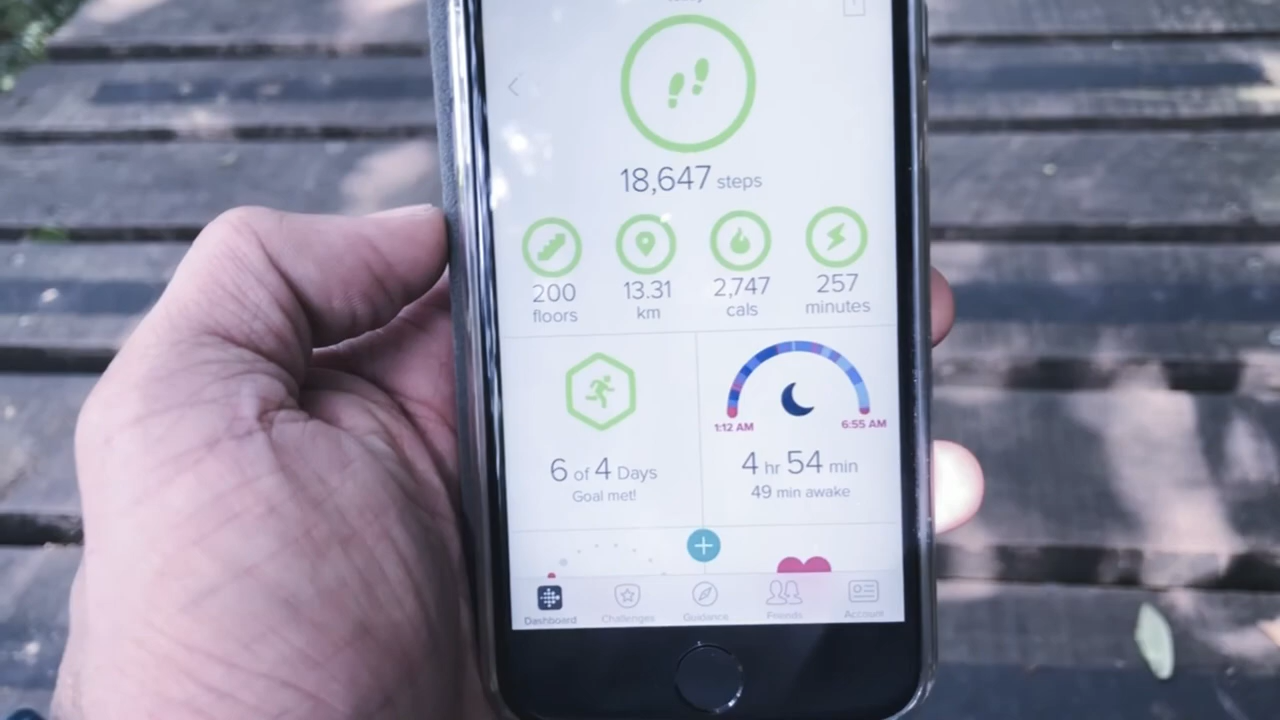 18,647 steps
200 13.31 2,747 257
floors km cals minutes
1:12 AM 6:55 AM
6 of 4 Days 4 hr 54 min
Goal met! 49 min awake
Dashboard Challenges Guidance Friends Account